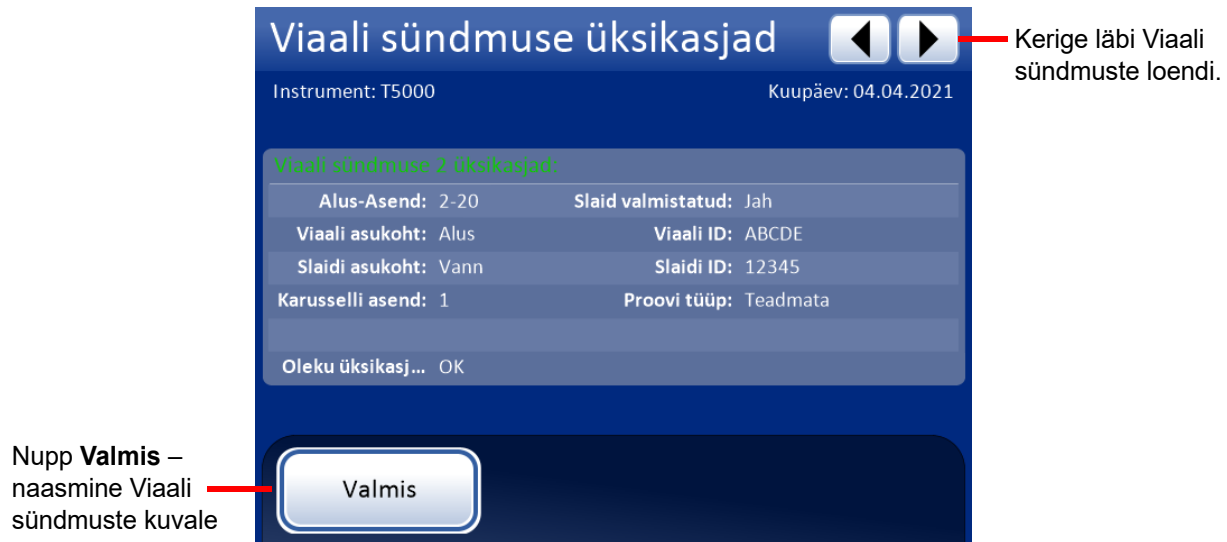 Viaali sündmuse üksikasjad
Kerige läbi Viaali
sündmuste loendi.
Instrument: T5000
Kuupäev: 04.04.2021
Viaali sündmuse 2 üksikasjad:
Alus-Asend: 2-20
Slaid valmistatud: Jah
Viaali asukoht: Alus
Viaali ID: ABCDE
Slaidi asukoht: Vann
Slaidi ID: 12345
Karusselli asend: 1
Proovi tüüp: Teadmata
Oleku üksikasj... OK
Nupp Valmis –
naasmine Viaali
sündmuste kuvale
Valmis